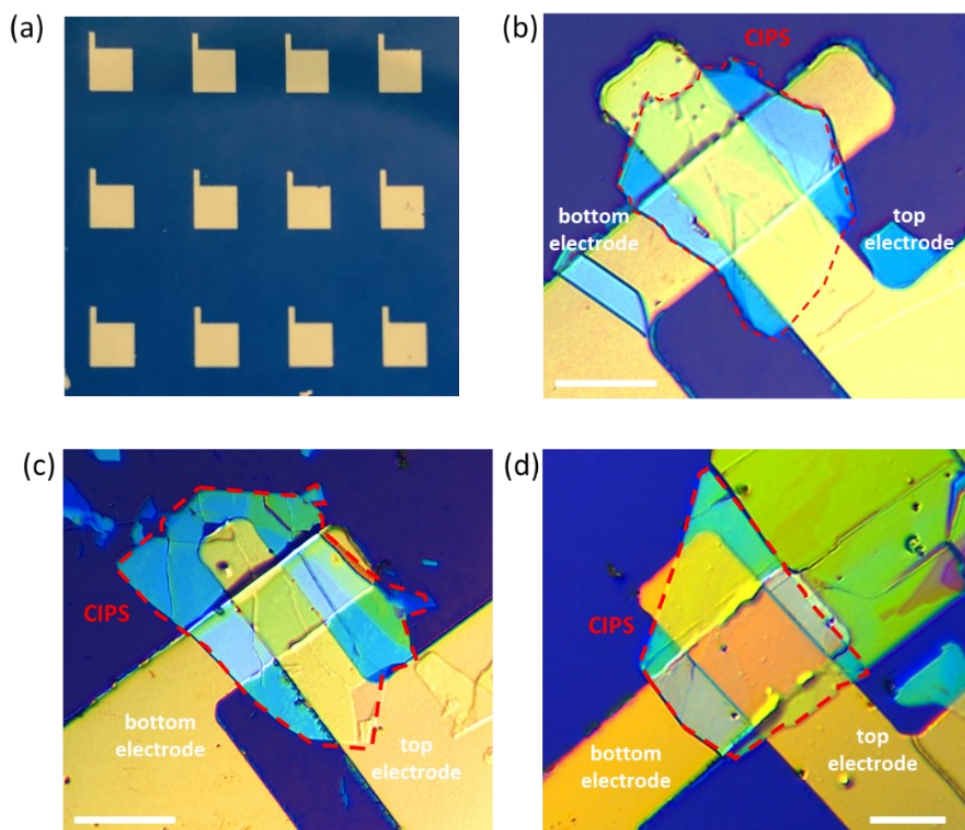 (a)
(b)
CIPS
bottom
electrode
top
electrode
(c)
CIPS
bottom
electrode
top
electrode
(d)
CIPS
bottom
electrode
top
electrode